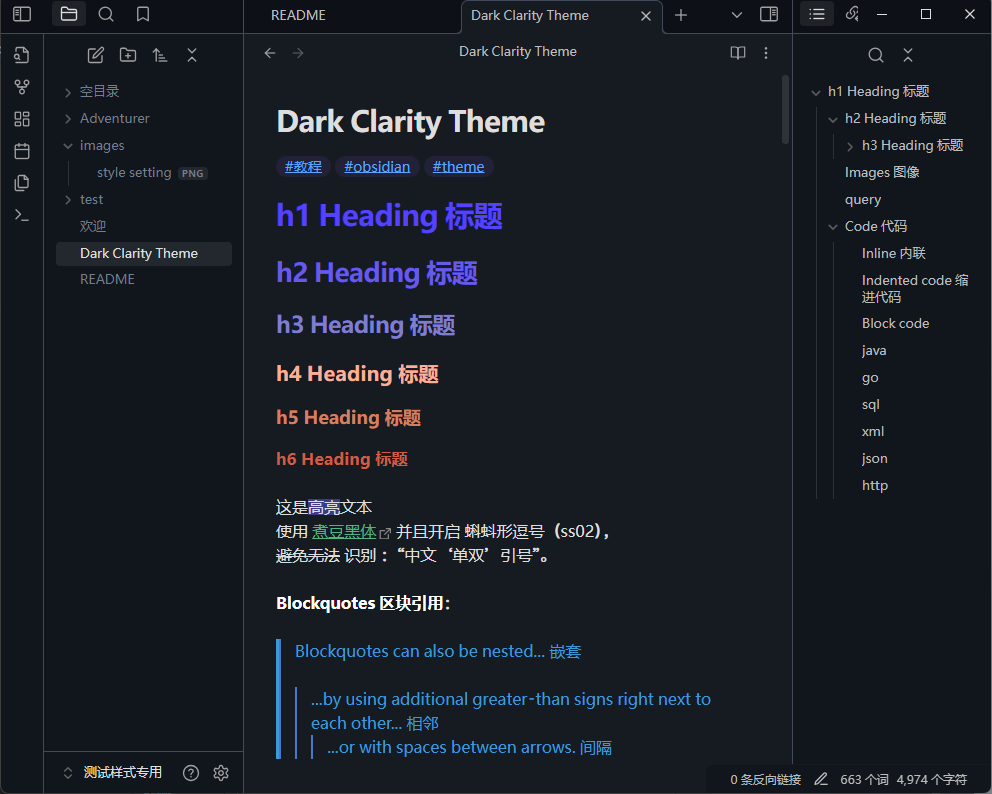 README
Dark Clarity Theme
Dark Clarity Theme
空目录
Adventurer
images
style setting PNG
test
欢迎
Dark Clarity Theme
README
测试样式专用
Dark Clarity Theme
#教程 #obsidian #theme
h1 Heading 标题
h2 Heading 标题
h3 Heading 标题
h4 Heading 标题
h5 Heading 标题
h6 Heading 标题
这是高亮文本
使用 煮豆黑体 并且开启 蝌蚪形逗号（ss02），
避免无法 识别：“中文‘单双’引号”。
Blockquotes 区块引用：
Blockquotes can also be nested... 嵌套
...by using additional greater-than signs right next to
each other... 相邻
...or with spaces between arrows. 间隔
h1 Heading 标题
h2 Heading 标题
h3 Heading 标题
Images 图像
query
Code 代码
Inline 内联
Indented code 缩
进代码
Block code
java
go
sql
xml
json
http
0 条反向链接 663 个词 4,974 个字符